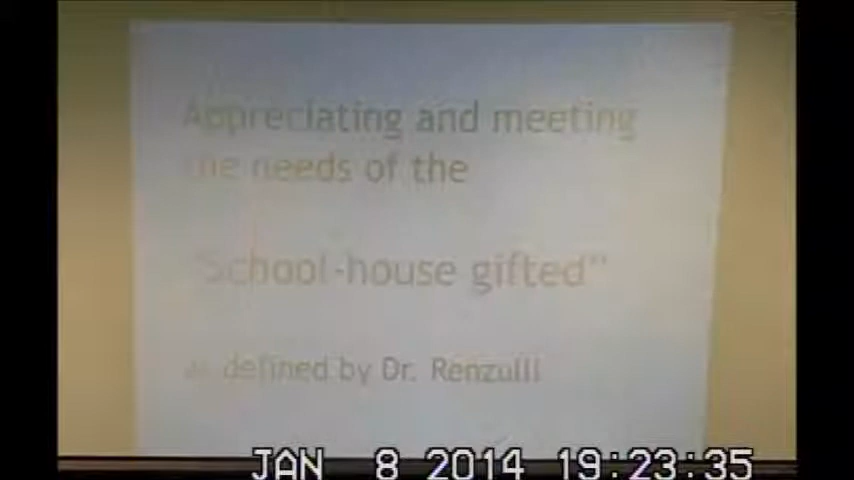 Appreciating and meeting
the needs of the
"School-house gifted"
as defined by Dr. Renzulli
JAN 8 2014 19:23:35